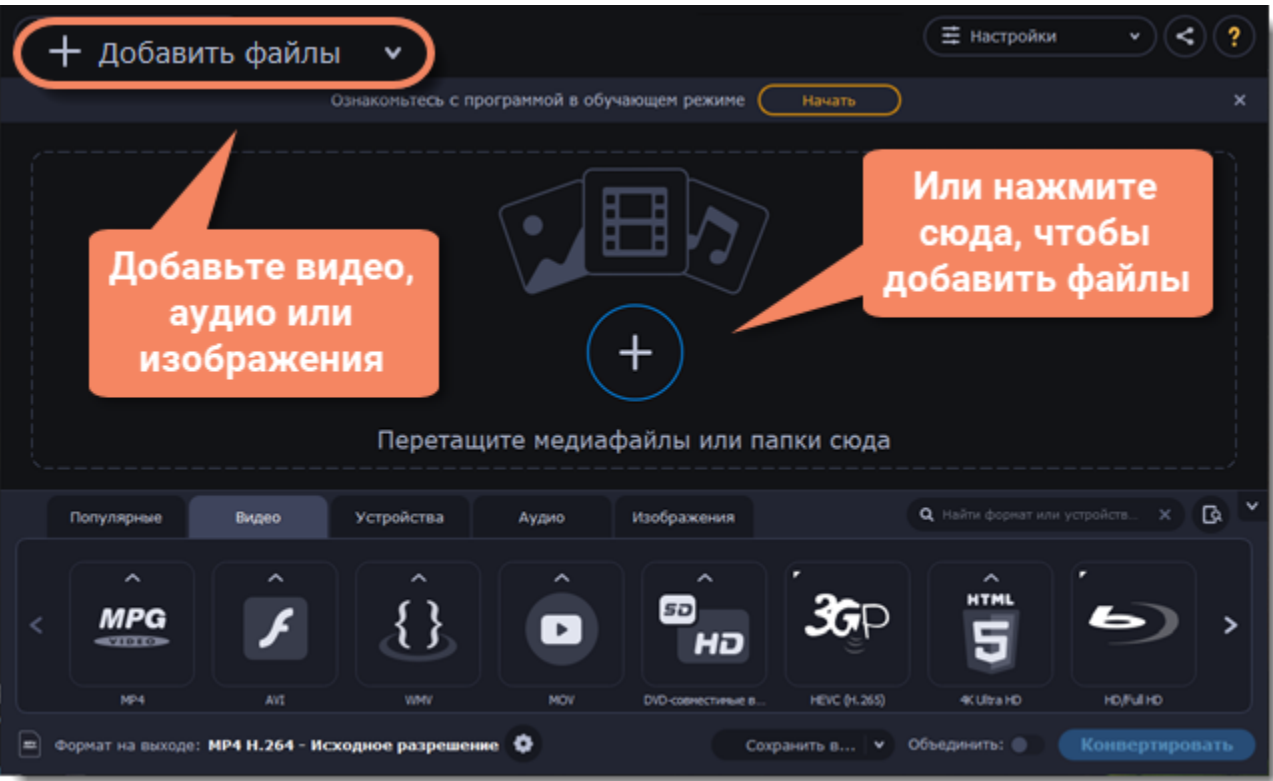 Добавить файлы
Настройки
?
Ознакомьтесь с программой в обучающем режиме
Начать
Или нажмите
сюда, чтобы
добавить файлы
Добавьте видео,
аудио или
изображения
Перетащите медиафайлы или папки сюда
Популярные
Видео
Устройства
Аудио
Изображения
Найти формат или устройств...
MPG
VIDEO
SD
HD
3GP
HTML
5
MP4
AVI
WMV
MOV
DVD-совместимые в...
HEVC (H.265)
4K Ultra HD
HD/Full HD
Формат на выходе: MP4 H.264 - Исходное разрешение
Сохранить в...
Объединить:
Конвертировать